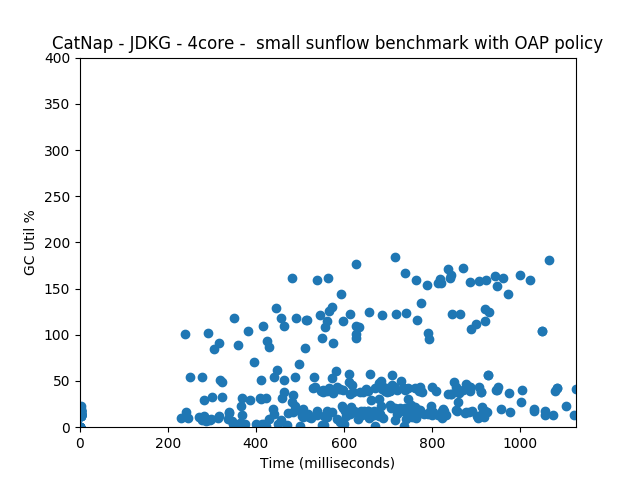 CatNap - JDKG - 4core -  small sunflow benchmark with OAP policy
400
350
300
250
200
150
100
50
0
GC Util %
0 200 400 600 800 1000
Time (milliseconds)